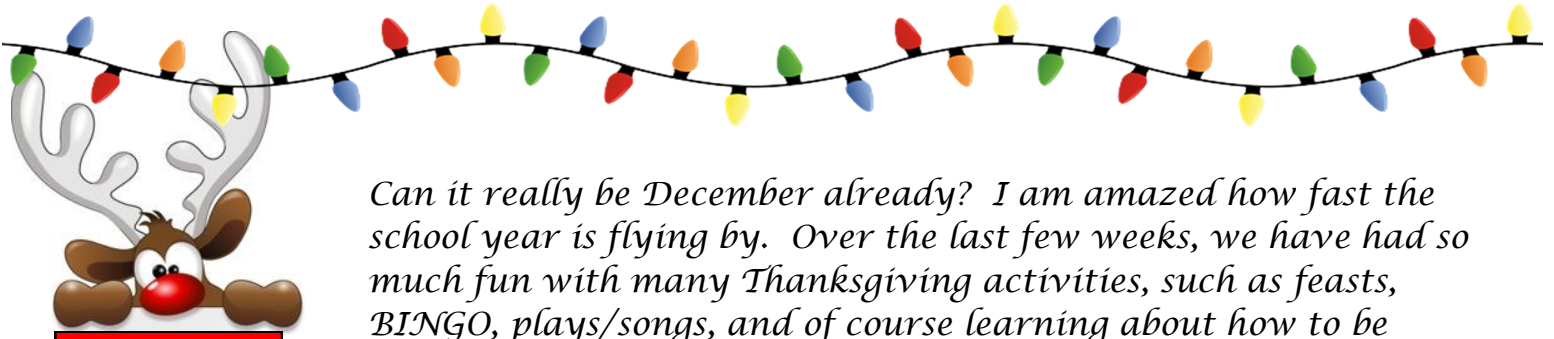 Can it really be December already?  I am amazed how fast the
school year is flying by.  Over the last few weeks, we have had so
much fun with many Thanksgiving activities, such as feasts,
BINGO, plays/songs, and of course learning about how to be